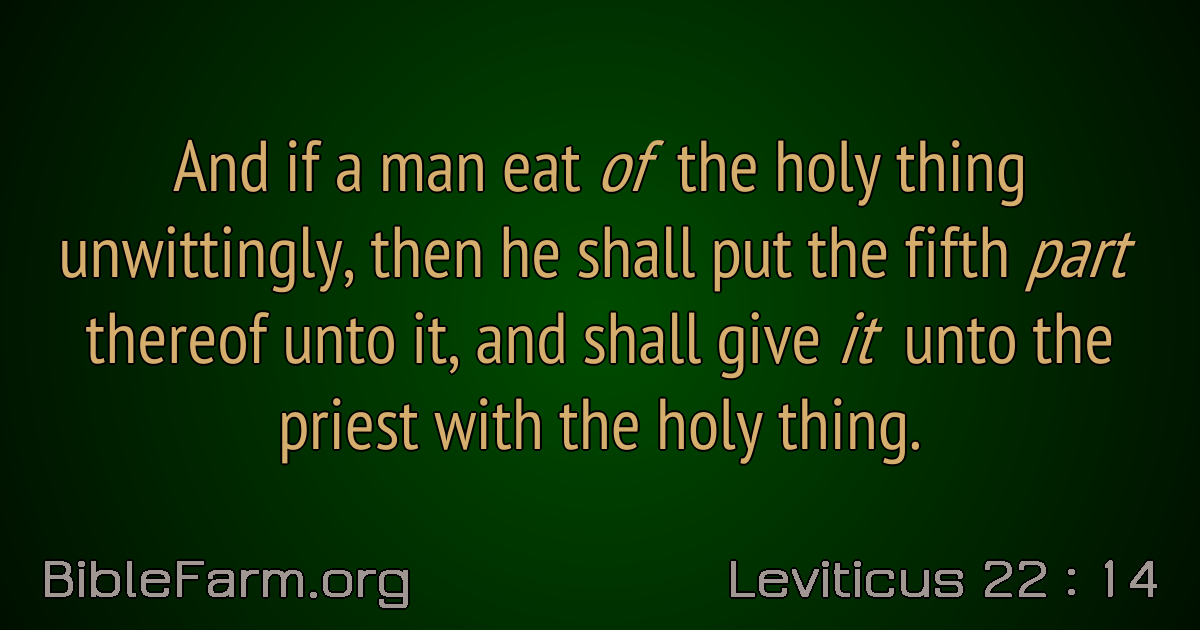 And if a man eat of the holy thing
unwittingly, then he shall put the fifth part
thereof unto it, and shall give it unto the
priest with the holy thing.
BibleFarm.org
Leviticus 22 : 14